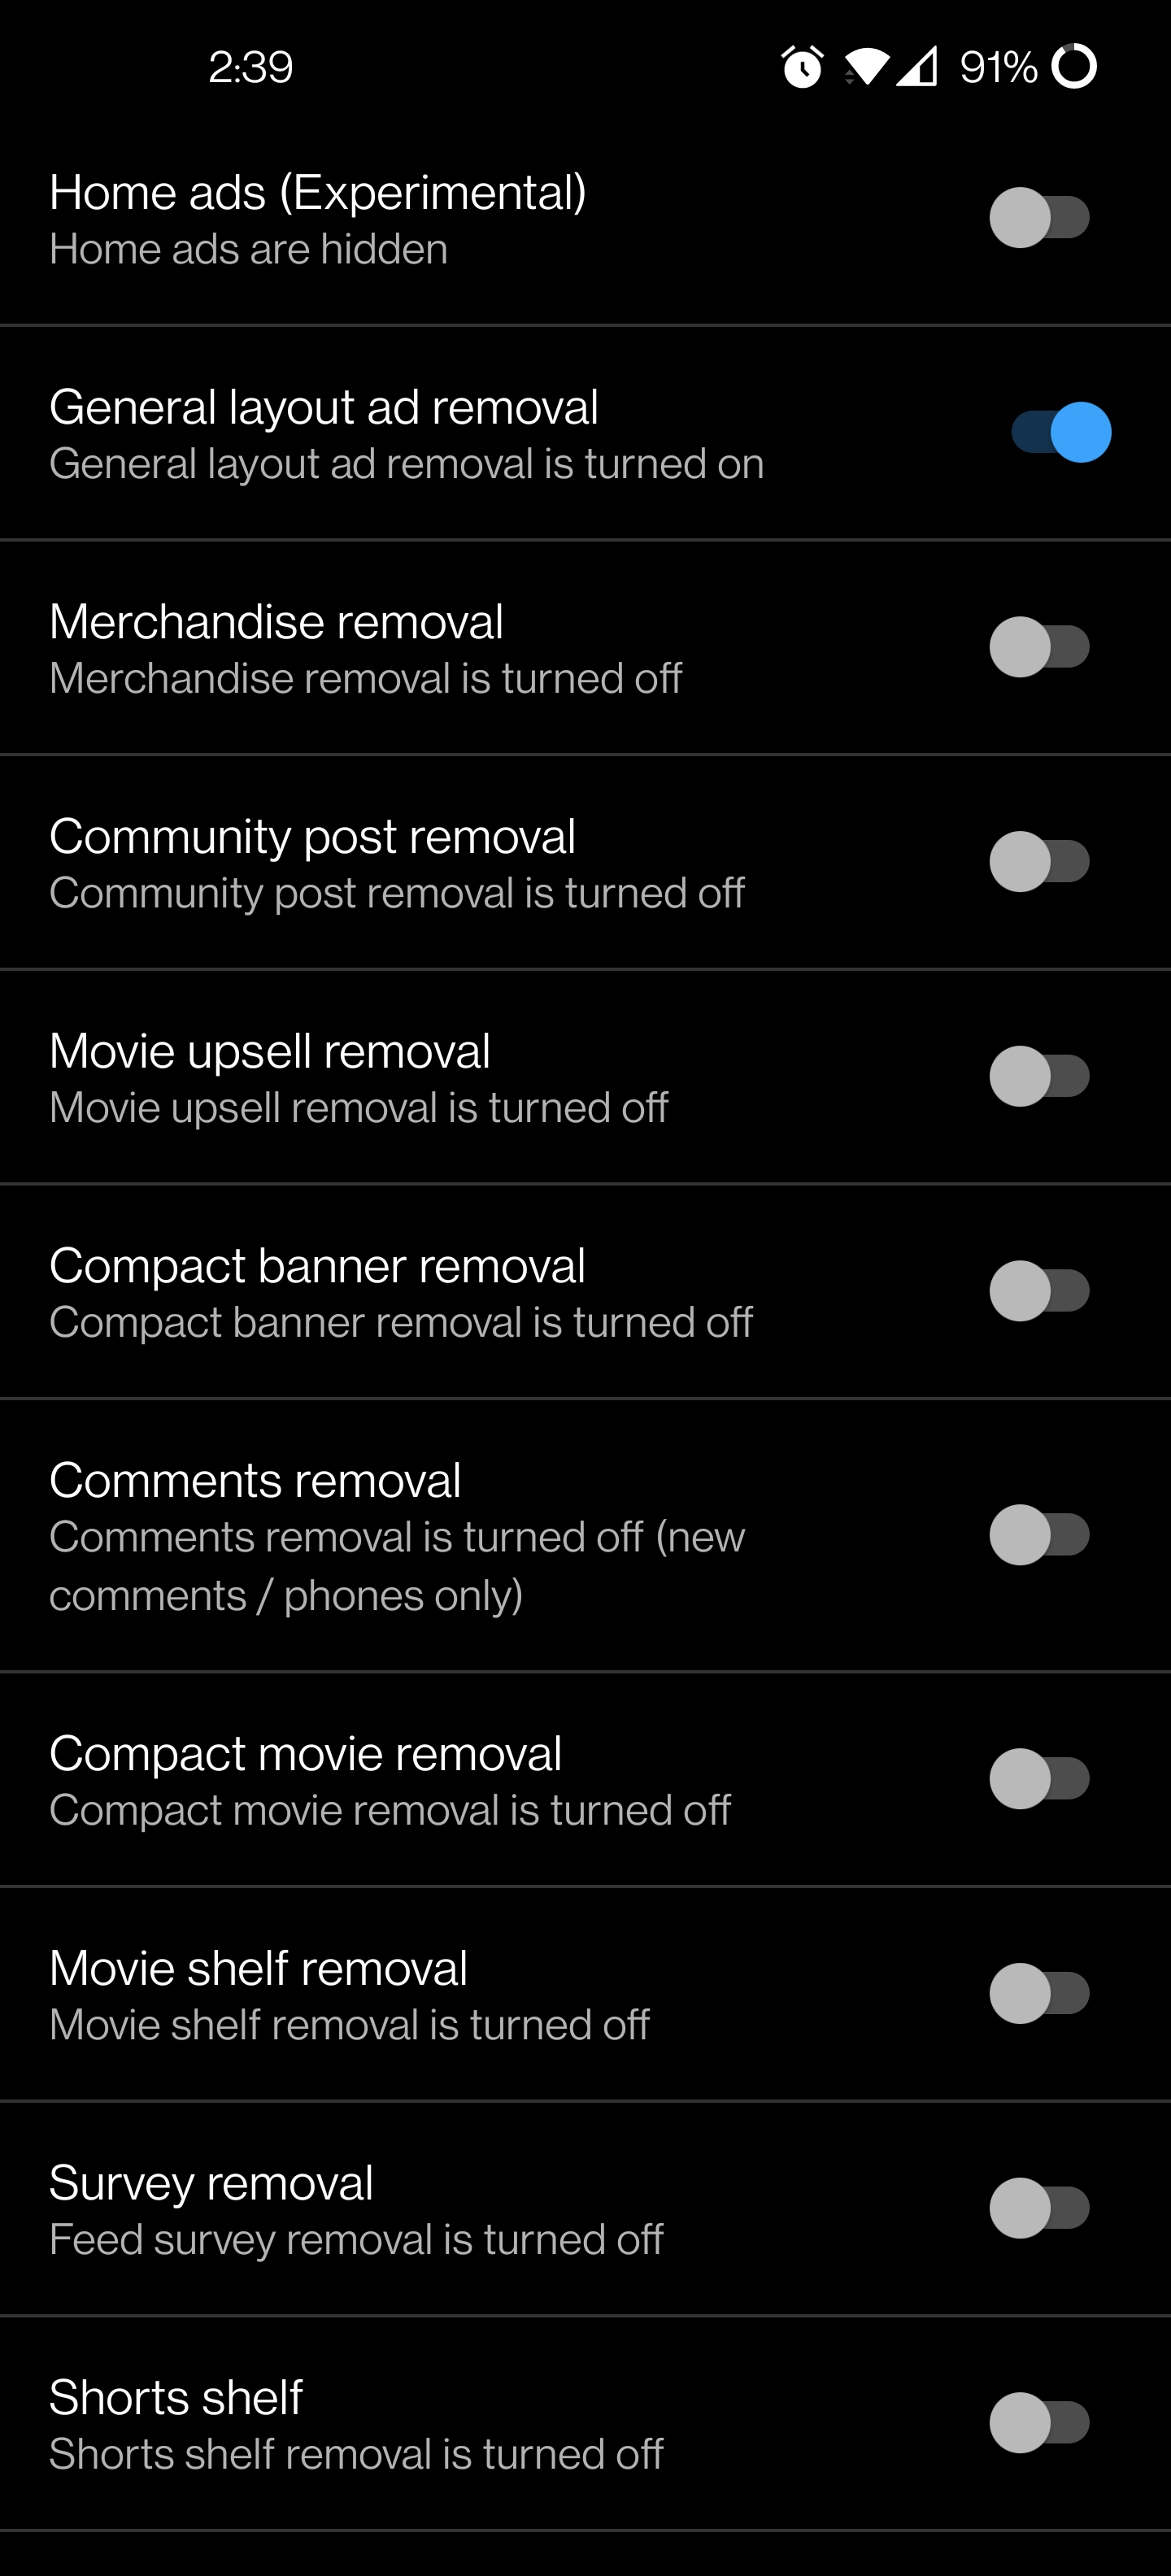 2:39 91%
Home ads (Experimental)
Home ads are hidden
General layout ad removal
General layout ad removal is turned on
Merchandise removal
Merchandise removal is turned off
Community post removal
Community post removal is turned off
Movie upsell removal
Movie upsell removal is turned off
Compact banner removal
Compact banner removal is turned off
Comments removal
Comments removal is turned off (new
comments / phones only)
Compact movie removal
Compact movie removal is turned off
Movie shelf removal
Movie shelf removal is turned off
Survey removal
Feed survey removal is turned off
Shorts shelf
Shorts shelf removal is turned off